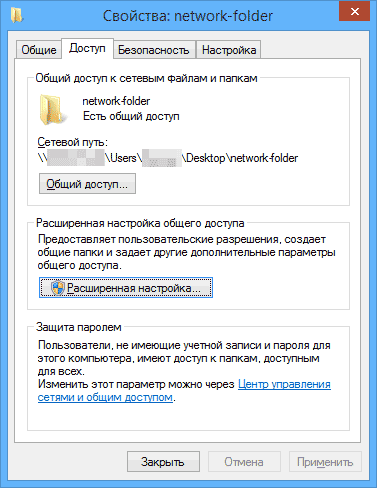 Свойства: network-folder
Общие Доступ Безопасность Настройка
Общий доступ к сетевым файлам и папкам
network-folder
Есть общий доступ
Сетевой путь:
\\ \Users\ \Desktop\network-folder
Общий доступ...
Расширенная настройка общего доступа
Предоставляет пользовательские разрешения, создает
общие папки и задает другие дополнительные параметры
общего доступа.
Расширенная настройка...
Защита паролем
Пользователи, не имеющие учетной записи и пароля для
этого компьютера, имеют доступ к папкам, доступным
для всех.
Изменить этот параметр можно через Центр управления
сетями и общим доступом.
Закрыть Отмена Применить